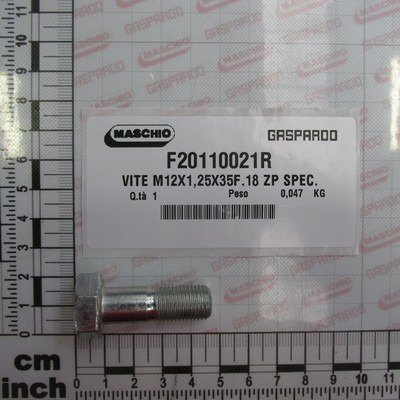 MASCHIO
GASPARDO
F20110021R
VITE M12X1,25X35F.18 ZP SPEC.
Q.tà 1 Peso 0,047 KG
cm
inch